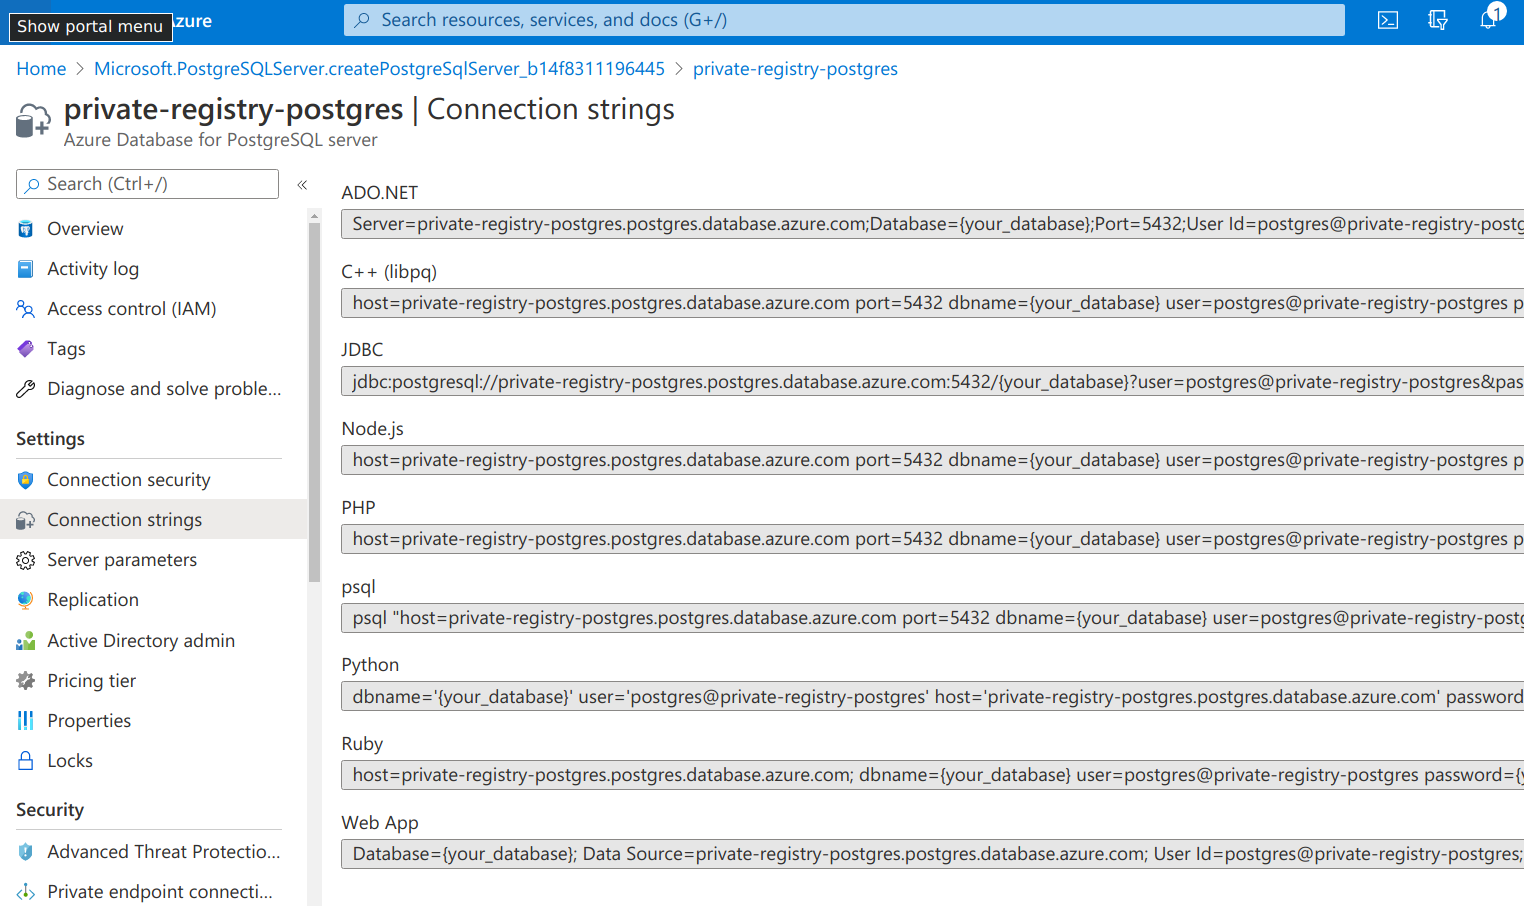 Show portal menu
zure
Search resources, services, and docs (G+/)
1
Home > Microsoft.PostgreSQLServer.createPostgreSqlServer_b14f8311196445 > private-registry-postgres
private-registry-postgres | Connection strings
Azure Database for PostgreSQL server
Search (Ctrl+/)
«
Overview
Activity log
Access control (IAM)
Tags
Diagnose and solve proble...
Settings
Connection security
Connection strings
Server parameters
Replication
Active Directory admin
Pricing tier
Properties
Locks
Security
Advanced Threat Protectio...
Private endpoint connecti...
ADO.NET
Server=private-registry-postgres.postgres.database.azure.com;Database={your_database};Port=5432;User Id=postgres@private-registry-postg
C++ (libpq)
host=private-registry-postgres.postgres.database.azure.com port=5432 dbname={your_database} user=postgres@private-registry-postgres p
JDBC
jdbc:postgresql://private-registry-postgres.postgres.database.azure.com:5432/{your_database}?user=postgres@private-registry-postgres&pas
Node.js
host=private-registry-postgres.postgres.database.azure.com port=5432 dbname={your_database} user=postgres@private-registry-postgres p
PHP
host=private-registry-postgres.postgres.database.azure.com port=5432 dbname={your_database} user=postgres@private-registry-postgres p
psql
psql "host=private-registry-postgres.postgres.database.azure.com port=5432 dbname={your_database} user=postgres@private-registry-postg
Python
dbname='{your_database}' user='postgres@private-registry-postgres' host='private-registry-postgres.postgres.database.azure.com' password
Ruby
host=private-registry-postgres.postgres.database.azure.com; dbname={your_database} user=postgres@private-registry-postgres password={y
Web App
Database={your_database}; Data Source=private-registry-postgres.postgres.database.azure.com; User Id=postgres@private-registry-postgres;